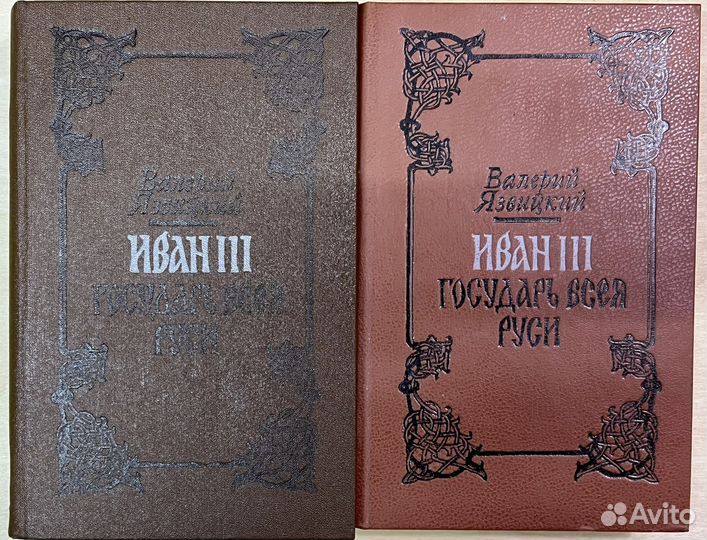 Валерий
Язвицкий
ИВАН III
ГОСУДАРЬ ВСЕЯ
РУСИ
Валерий
Язвицкий
ИВАН III
ГОСУДАРЬ ВСЕЯ
РУСИ
Avito